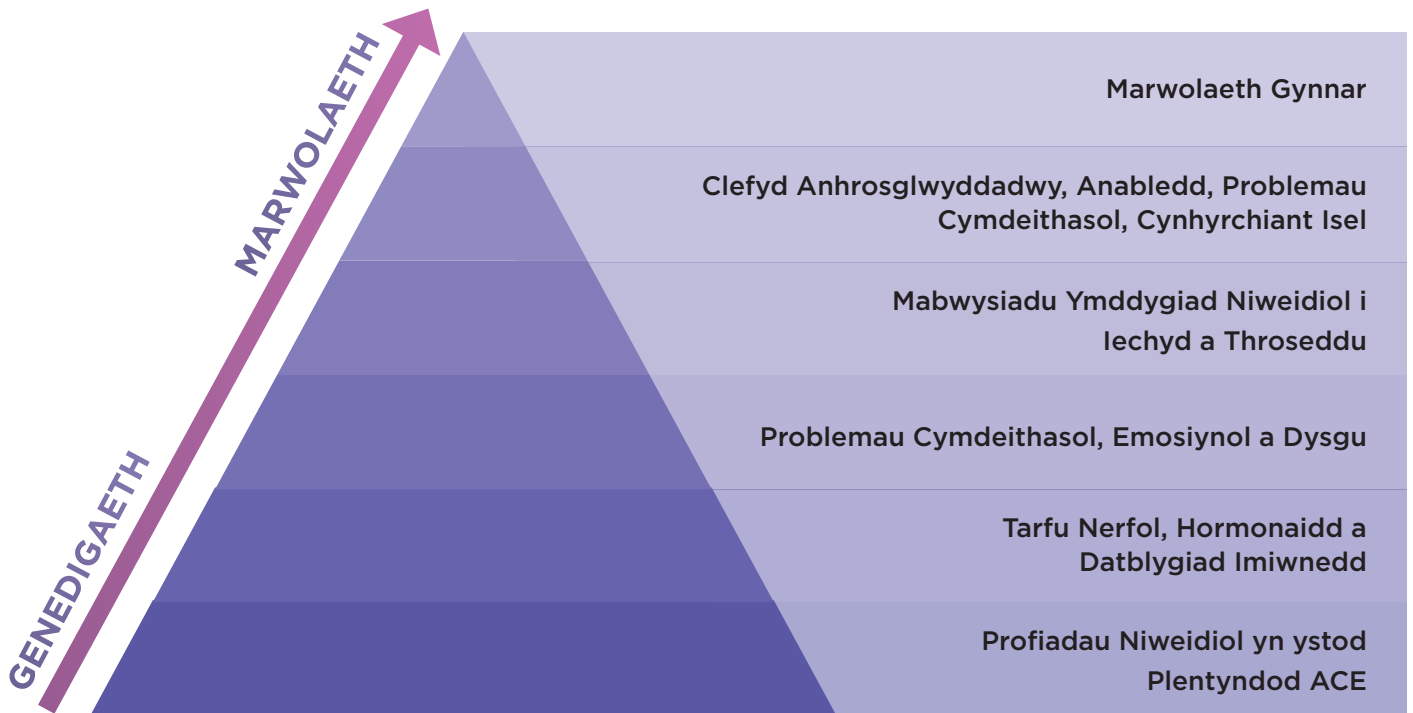 MARWOLAETH
GENEDIGAETH
Marwolaeth Gynnar
Clefyd Anhrosglwyddadwy, Anabledd, Problemau
Cymdeithasol, Cynhyrchiant Isel
Mabwysiadu Ymddygiad Niweidiol i
Iechyd a Throseddu
Problemau Cymdeithasol, Emosiynol a Dysgu
Tarfu Nerfol, Hormonaidd a
Datblygiad Imiwnedd
Profiadau Niweidiol yn ystod
Plentyndod ACE